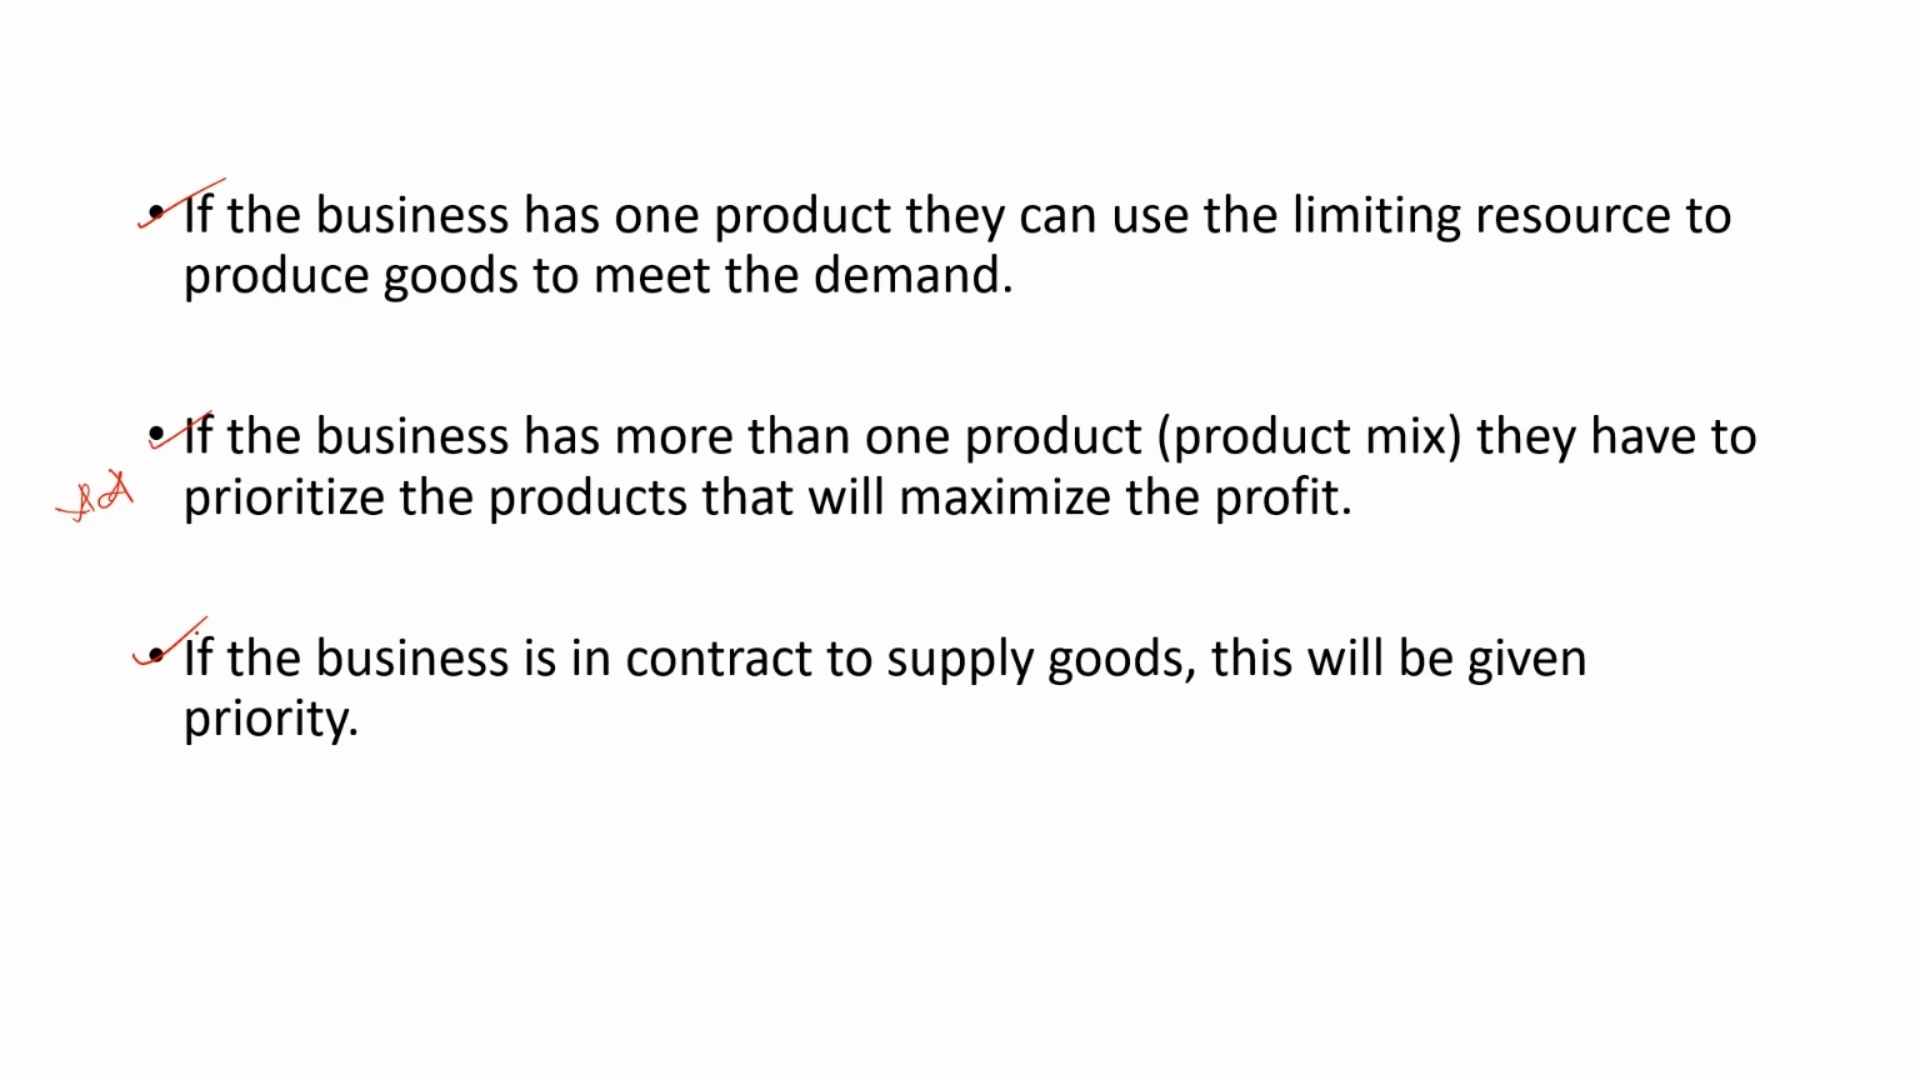 • If the business has one product they can use the limiting resource to
produce goods to meet the demand.
• If the business has more than one product (product mix) they have to
prioritize the products that will maximize the profit.
• If the business is in contract to supply goods, this will be given
priority.